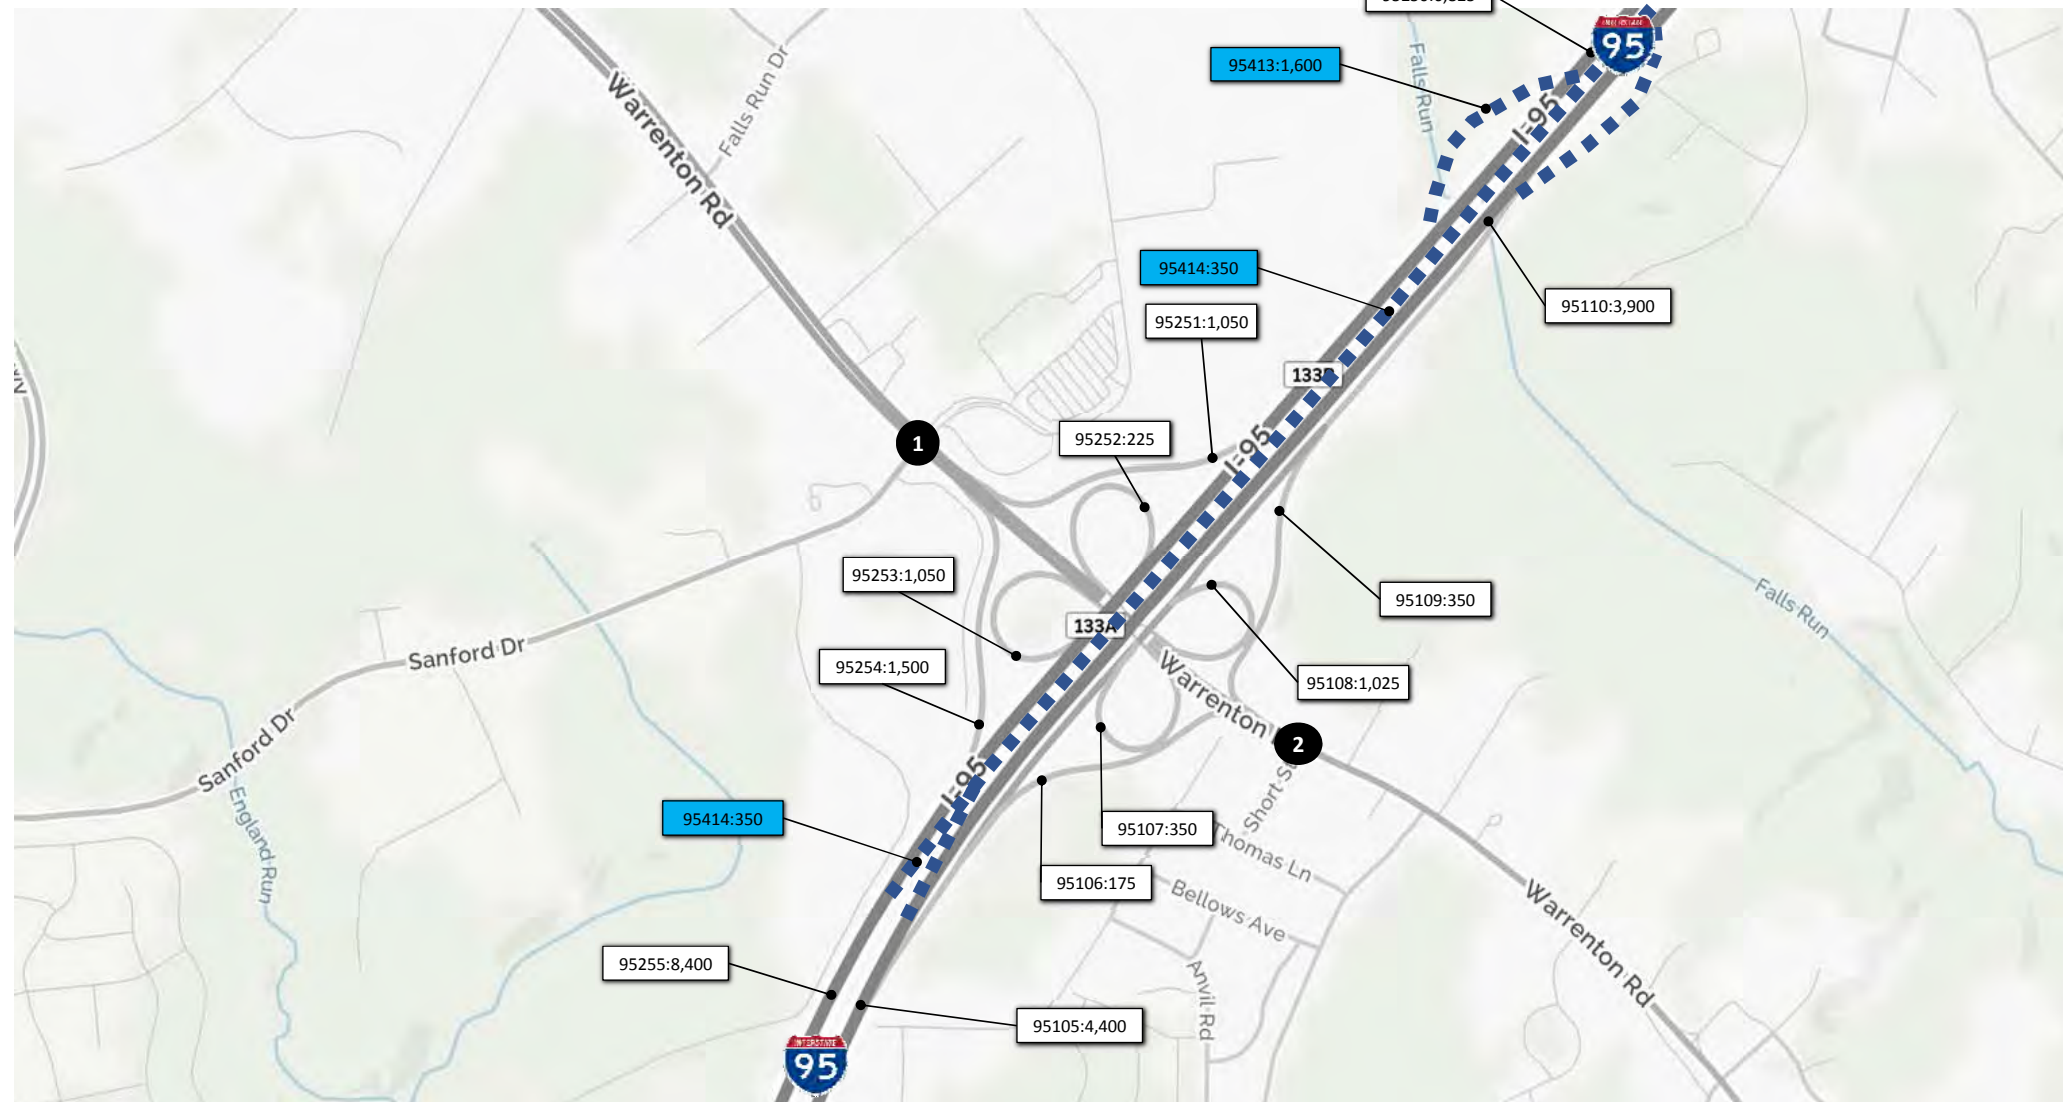 INTERSTATE
95
95413:1,600
Falls Run Dr
Falls Run
Warrenton Rd
I-95
95414:350
95110:3,900
95251:1,050
133B
1
95252:225
I-95
95253:1,050
95109:350
Falls Run
133A
Sanford Dr
95254:1,500
95108:1,025
Warrenton
2
Sanford Dr
I-95
Short St
England Run
95414:350
95107:350
Thomas Ln
95106:175
Bellows Ave
Warrenton Rd
95255:8,400
Anvil Rd
95105:4,400
INTERSTATE
95